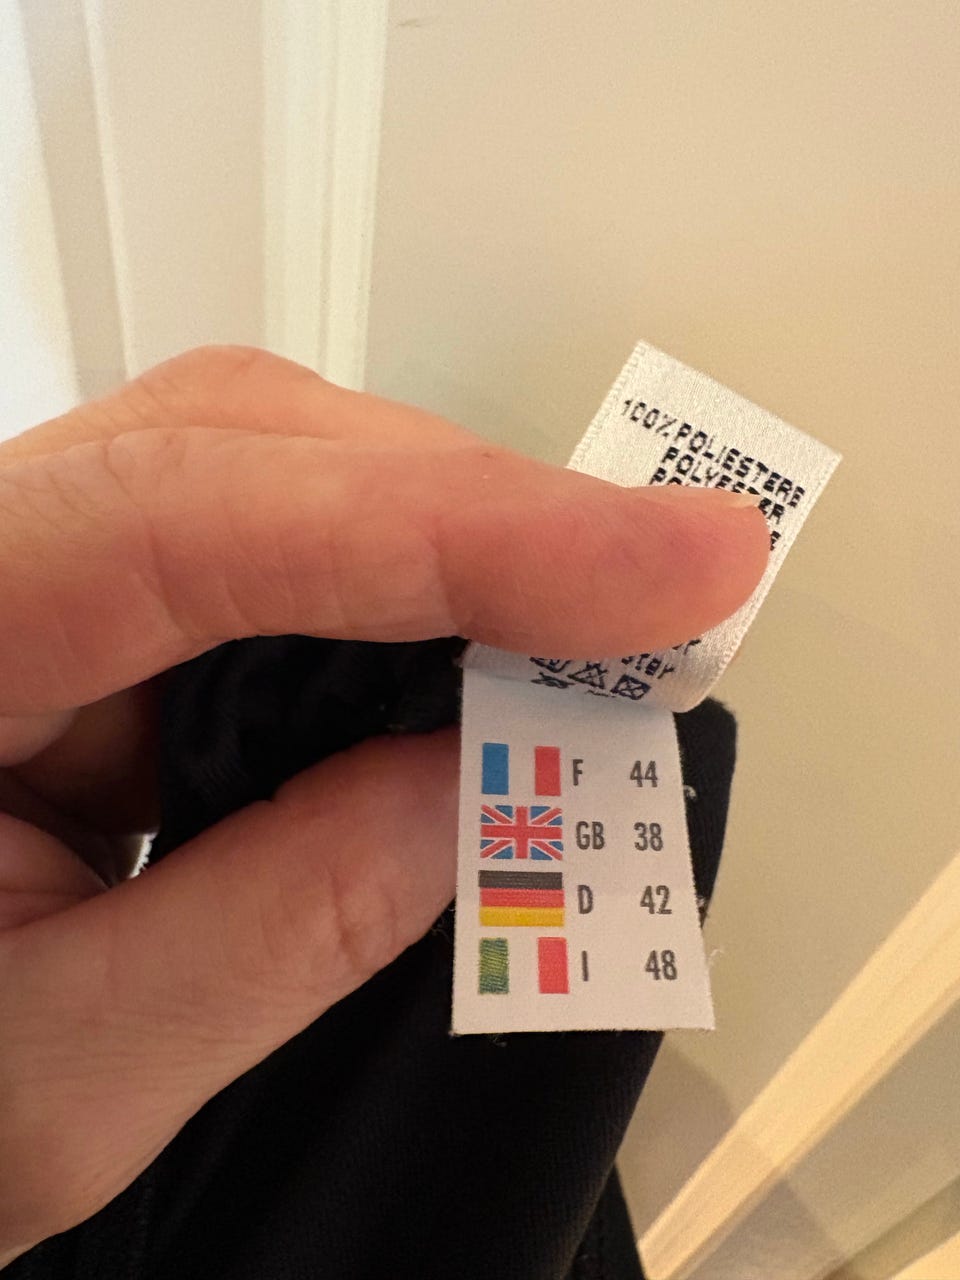 100% POLIESTERE
POLYESTER
F 44
GB 38
D 42
I 48